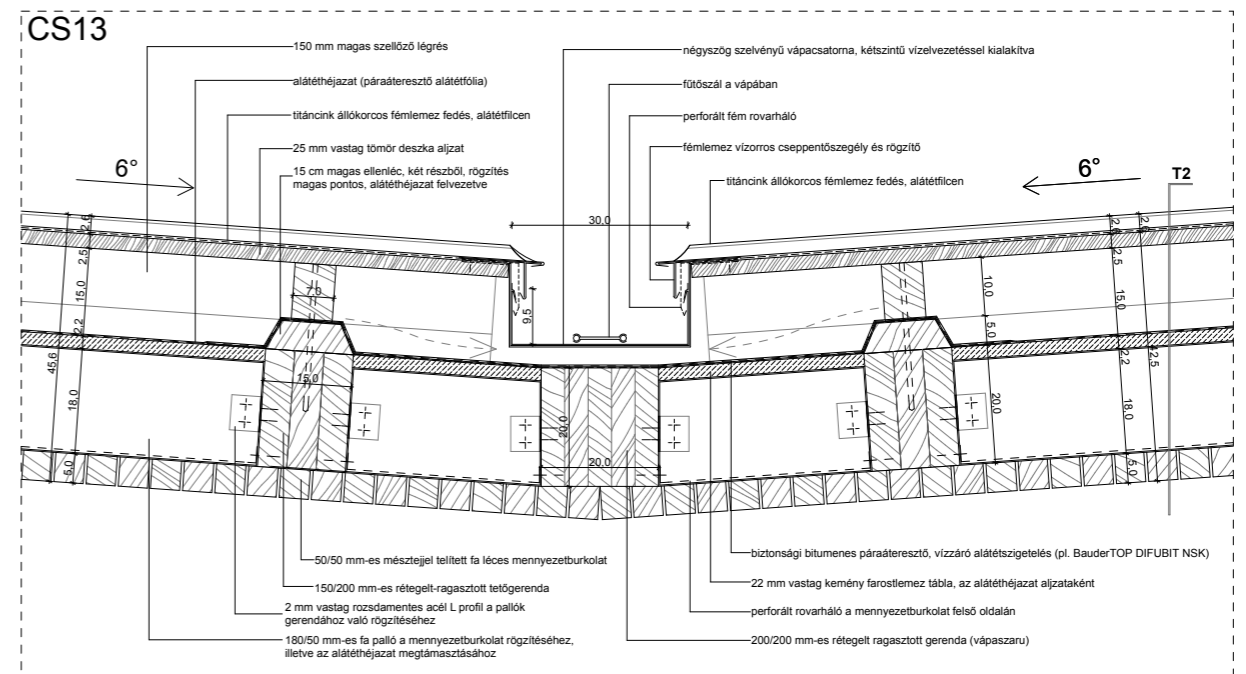 CS13
150 mm magas szellőző légrés
alátéthéjazat (páraáteresztő alátétfólia)
titáncink állókorcos fémlemez fedés, alátétfilcen
25 mm vastag tömör deszka aljzat
15 cm magas ellenléc, két részből, rögzítés
magas pontos, alátéthéjazat felvezetve
négyszög szelvényű vápacsatorna, kétszintű vízelvezetéssel kialakítva
fűtőszál a vápában
perforált fém rovarháló
fémlemez vízorros cseppentőszegély és rögzítő
titáncink állókorcos fémlemez fedés, alátétfilcen
6°
6°
T2
30,0
2,6
2,5
15,0
2,2
45,6
18,0
5,0
7,0
15,0
9,5
20,0
20,0
10,0
5,0
20,0
2,6
2,6
2,5
15,0
2,2
42,5
18,0
5,0
50/50 mm-es mésztejjel telített fa léces mennyezetburkolat
150/200 mm-es rétegelt-ragasztott tetőgerenda
2 mm vastag rozsdamentes acél L profil a pallók
gerendához való rögzítéséhez
180/50 mm-es fa palló a mennyezetburkolat rögzítéséhez,
illetve az alátéthéjazat megtámasztásához
biztonsági bitumenes páraáteresztő, vízzáró alátétszigetelés (pl. BauderTOP DIFUBIT NSK)
22 mm vastag kemény farostlemez tábla, az alátéthéjazat aljzataként
perforált rovarháló a mennyezetburkolat felső oldalán
200/200 mm-es rétegelt ragasztott gerenda (vápaszaru)